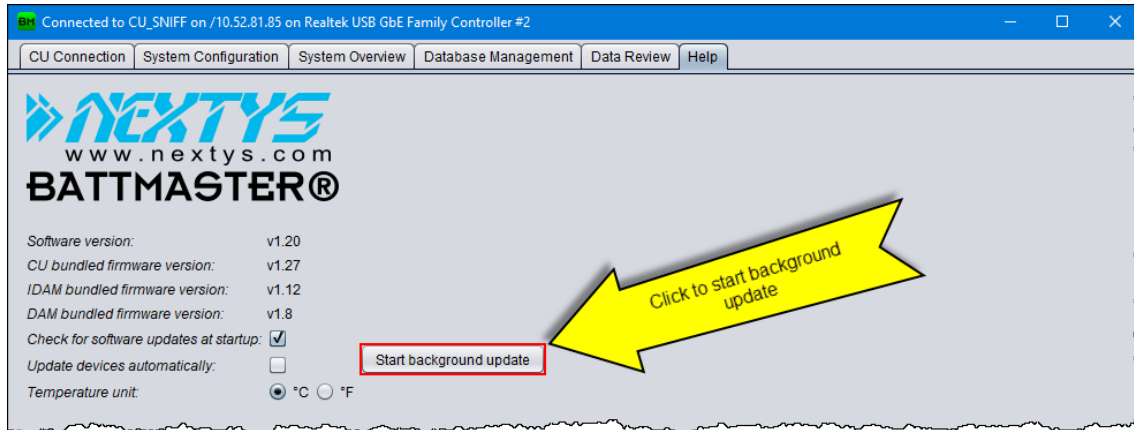 BM Connected to CU_SNIFF on /10.52.81.85 on Realtek USB GbE Family Controller #2
CU Connection System Configuration System Overview Database Management Data Review Help
NEXTYS
www.nextys.com
BATTMASTER®
Software version: v1.20
CU bundled firmware version: v1.27
IDAM bundled firmware version: v1.12
DAM bundled firmware version: v1.8
Check for software updates at startup:
Update devices automatically:
Start background update
Temperature unit: °C °F
Click to start background
update